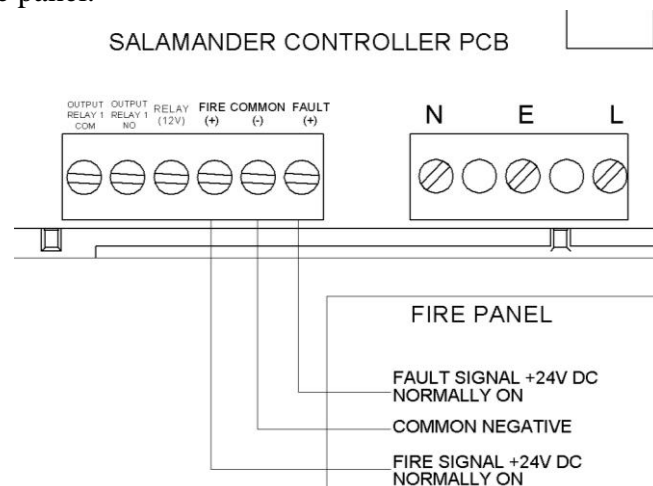 e panel.
SALAMANDER CONTROLLER PCB
OUTPUT RELAY 1 COM
OUTPUT RELAY 1 NO
RELAY (12V)
FIRE (+)
COMMON (-)
FAULT (+)
N E L
FIRE PANEL
FAULT SIGNAL +24V DC
NORMALLY ON
COMMON NEGATIVE
FIRE SIGNAL +24V DC
NORMALLY ON